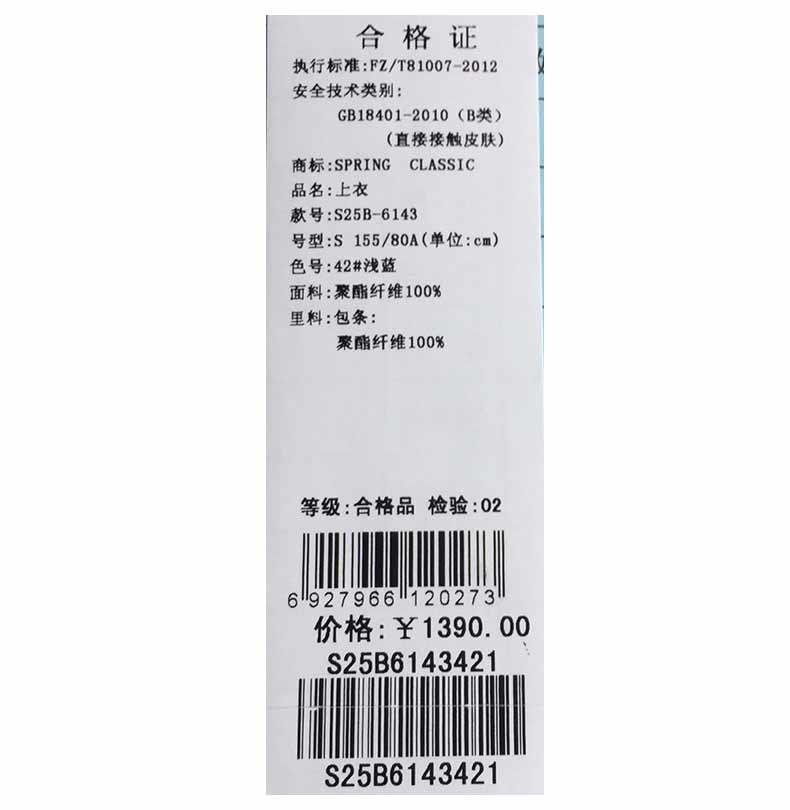 合格证
执行标准:FZ/T81007-2012
安全技术类别:
GB18401-2010（B类）
(直接接触皮肤)
商标:SPRING CLASSIC
品名:上衣
款号:S25B-6143
号型:S 155/80A(单位:cm)
色号:42#浅蓝
面料:聚酯纤维100%
里料:包条:
聚酯纤维100%
等级:合格品 检验:02
6 927966 120273
价格:￥1390.00
S25B6143421
S25B6143421